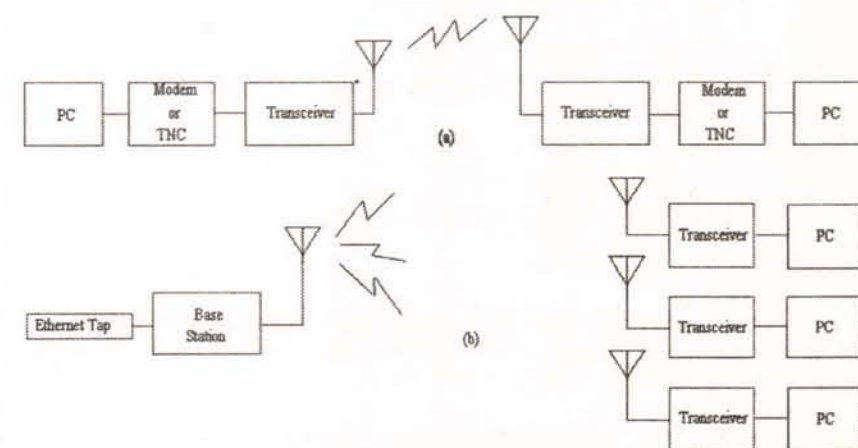 PC
Modem
or
TNC
Transceiver
(a)
Transceiver
Modem
or
TNC
PC
Ethernet Tap
Base
Station
(b)
Transceiver
PC
Transceiver
PC
Transceiver
PC